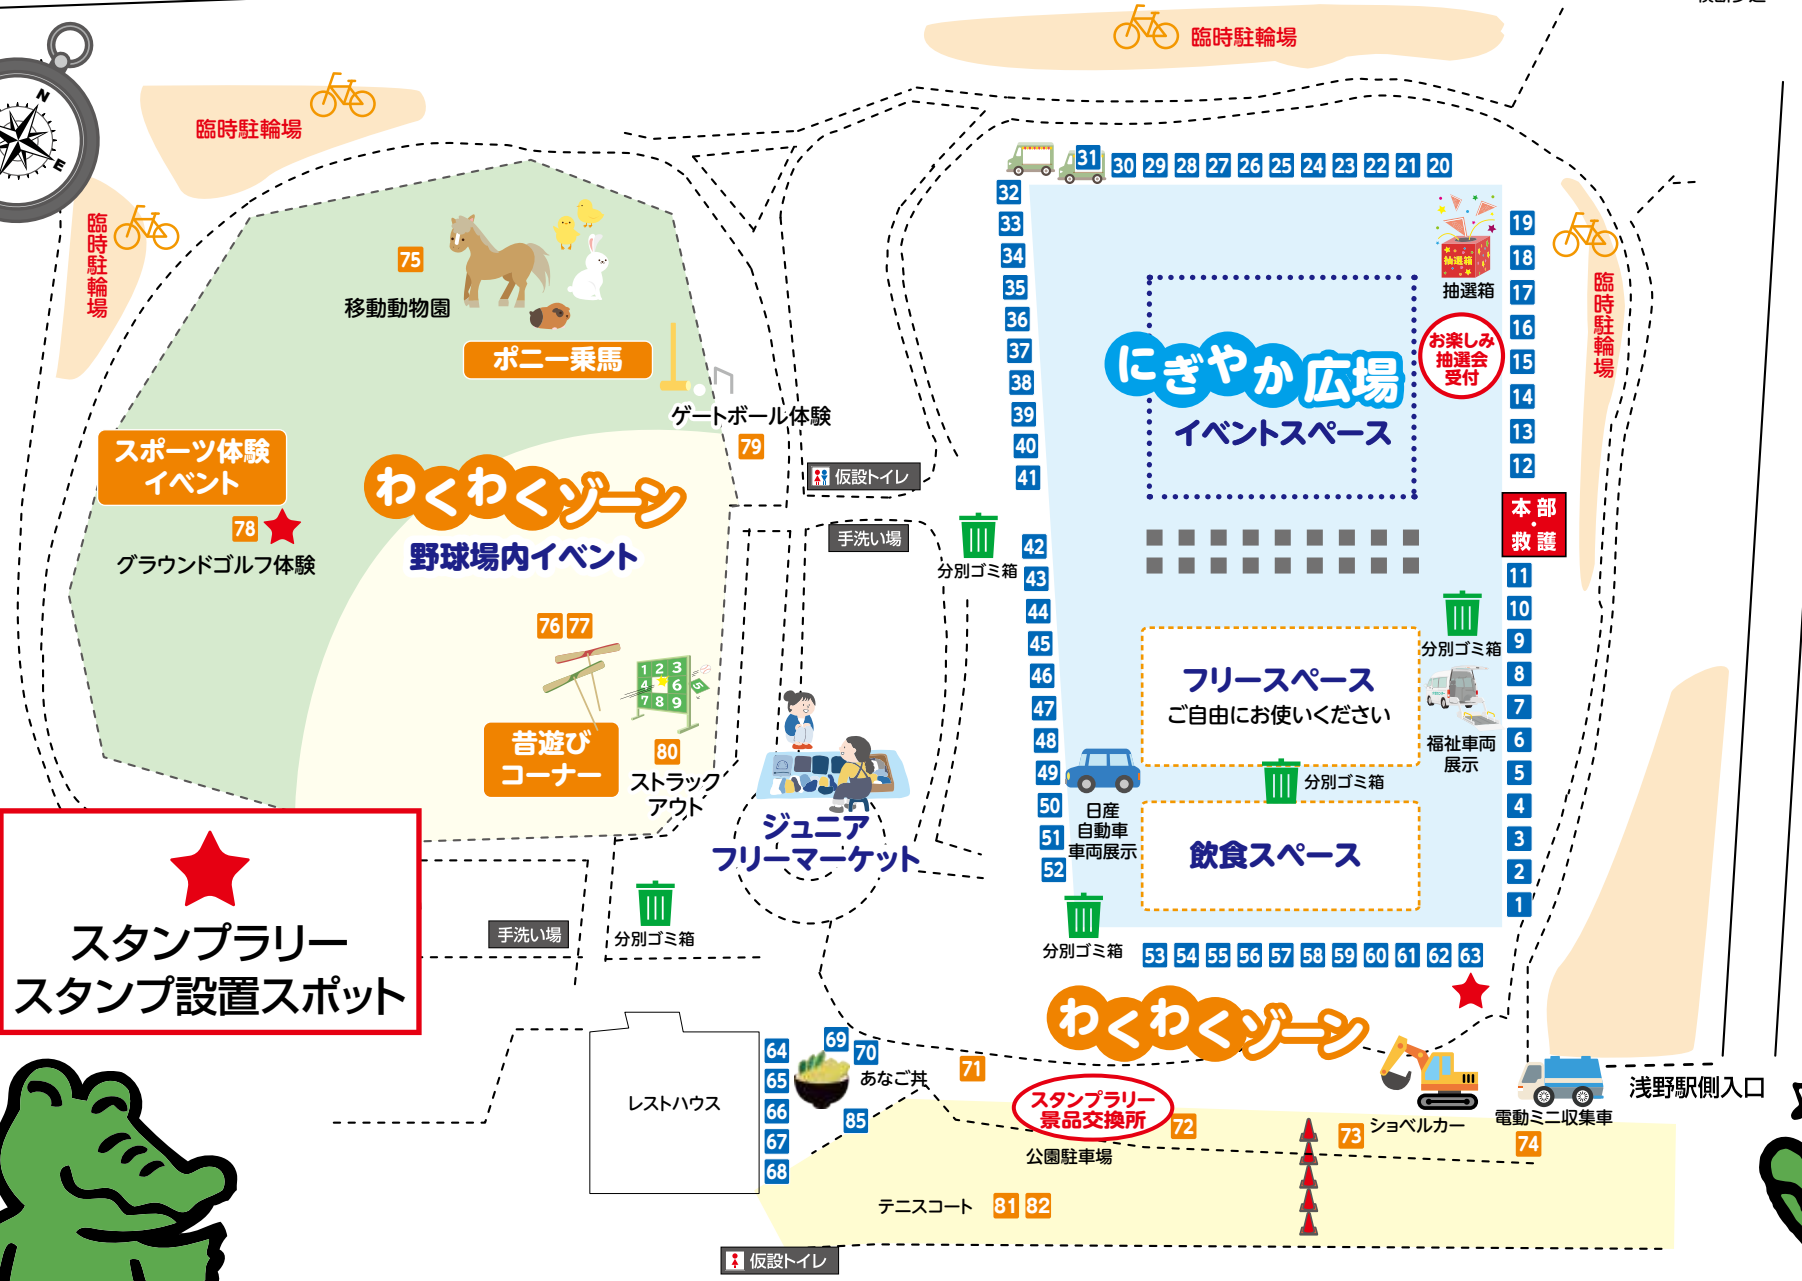 臨時駐輪場
臨時駐輪場
臨時駐輪場
臨時駐輪場
N
E
31 30 29 28 27 26 25 24 23 22 21 20
32
33
34
35
36
37
38
39
40
41
42
43
44
45
46
47
48
49
50
51
52
19
18
17
16
15
14
13
12
本部・救護
11
10
9
8
7
6
5
4
3
2
1
抽選箱
抽選箱
お楽しみ
抽選会
受付
にぎやか広場
イベントスペース
75
移動動物園
ポニー乗馬
ゲートボール体験
79
スポーツ体験
イベント
78
グラウンドゴルフ体験
わくわくゾーン
野球場内イベント
仮設トイレ
手洗い場
分別ゴミ箱
76 77
1 2 3
4 6
7 8 9
5
昔遊び
コーナー
80
ストラック
アウト
ジュニア
フリーマーケット
分別ゴミ箱
フリースペース
ご自由にお使いください
福祉車両
展示
分別ゴミ箱
日産
自動車
車両展示
飲食スペース
分別ゴミ箱
53 54 55 56 57 58 59 60 61 62 63
スタンプラリー
スタンプ設置スポット
手洗い場
分別ゴミ箱
わくわくゾーン
レストハウス
64
65
66
67
68
69
70
あなご丼
85
71
スタンプラリー
景品交換所
72
公園駐車場
73
ショベルカー
電動ミニ収集車
74
浅野駅側入口
テニスコート
81 82
仮設トイレ